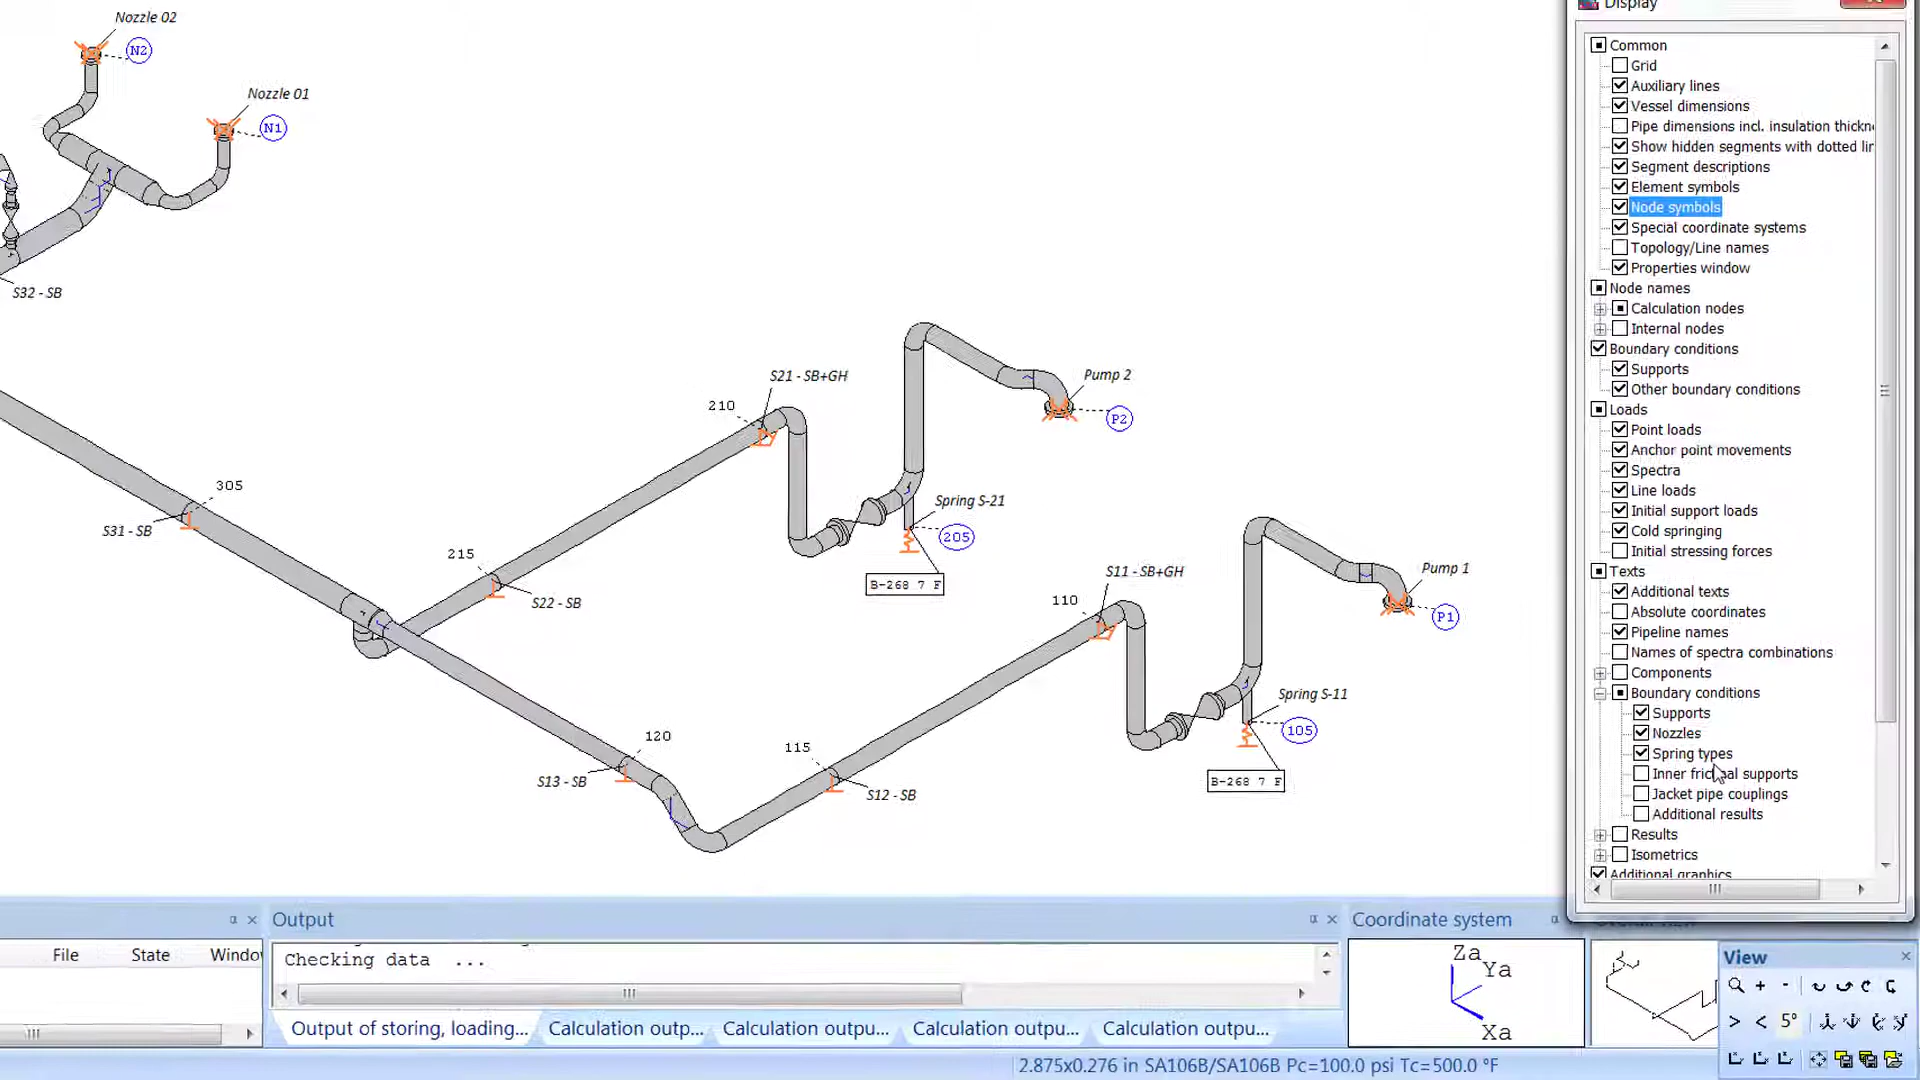 Nozzle 02
N2
Nozzle 01
N1
S32 - SB
305
S31 - SB
215
S22 - SB
210
S21 - SB+GH
Pump 2
P2
Spring S-21
205
B-268 7 F
120
S13 - SB
115
S12 - SB
110
S11 - SB+GH
Pump 1
P1
Spring S-11
105
B-268 7 F
Display
Common
Grid
Auxiliary lines
Vessel dimensions
Pipe dimensions incl. insulation thickn
Show hidden segments with dotted lin
Segment descriptions
Element symbols
Node symbols
Special coordinate systems
Topology/Line names
Properties window
Node names
Calculation nodes
Internal nodes
Boundary conditions
Supports
Other boundary conditions
Loads
Point loads
Anchor point movements
Spectra
Line loads
Initial support loads
Cold springing
Initial stressing forces
Texts
Additional texts
Absolute coordinates
Pipeline names
Names of spectra combinations
Components
Boundary conditions
Supports
Nozzles
Spring types
Inner frictional supports
Jacket pipe couplings
Additional results
Results
Isometrics
Additional graphics
File State Windo
Output
Checking data ...
Output of storing, loading... Calculation outp... Calculation outpu... Calculation outpu... Calculation outpu...
Coordinate system
Za
Ya
Xa
View
5°
2.875x0.276 in SA106B/SA106B Pc=100.0 psi Tc=500.0 °F